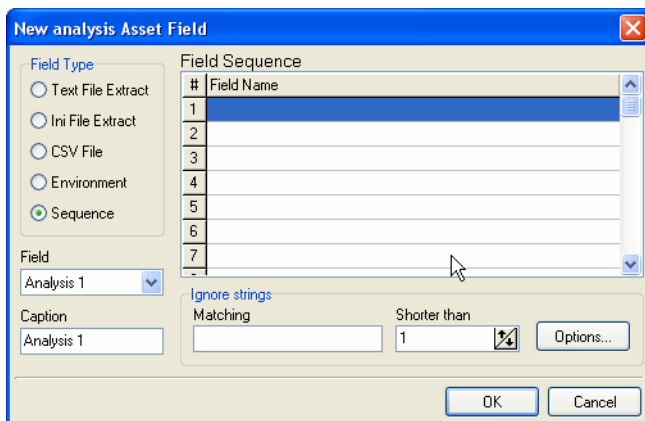 New analysis Asset Field
Field Type
Text File Extract
Ini File Extract
CSV File
Environment
Sequence
Field
Analysis 1
Caption
Analysis 1
Field Sequence
# Field Name
1
2
3
4
5
6
7
Ignore strings
Matching
Shorter than
1
Options...
OK
Cancel